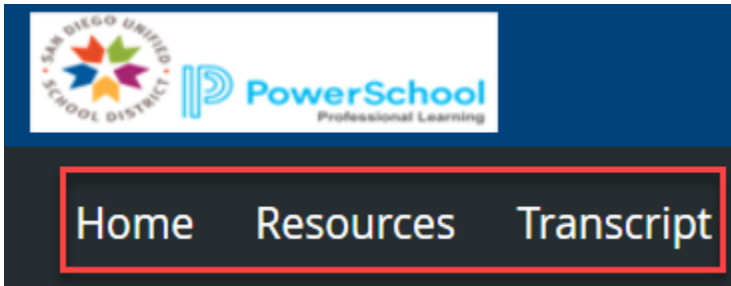 SAN DIEGO UNIFIED
SCHOOL DISTRICT
PowerSchool
Professional Learning
Home Resources Transcript